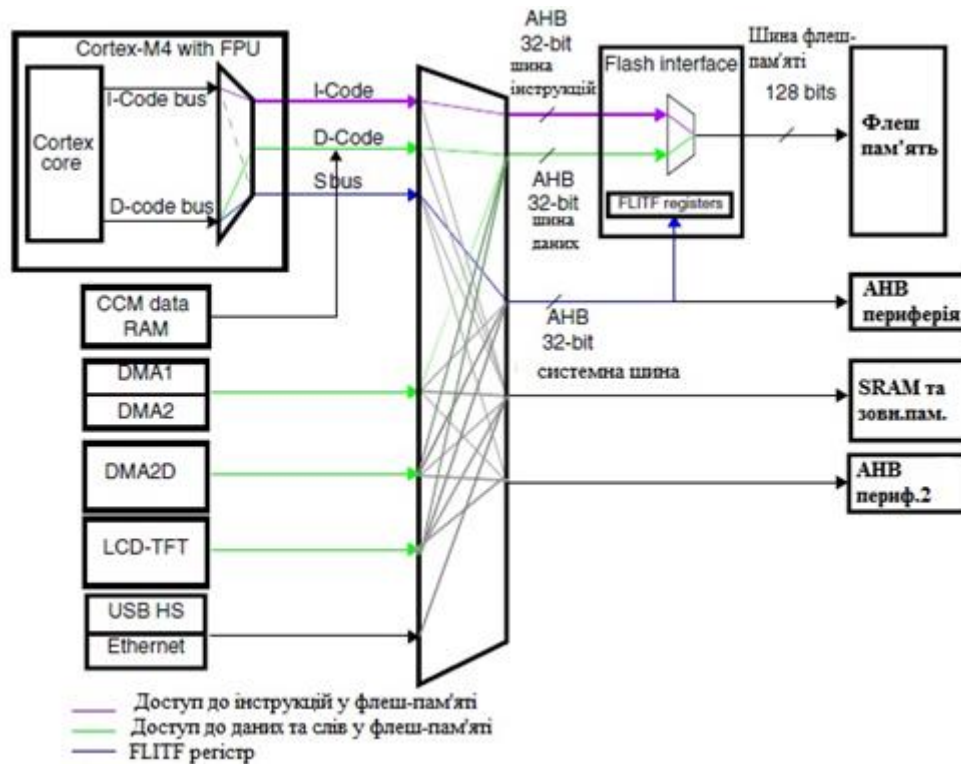 Cortex-M4 with FPU
Cortex
core
I-Code bus
D-code bus
I-Code
D-Code
S bus
CCM data
RAM
DMA1
DMA2
DMA2D
LCD-TFT
USB HS
Ethernet
AHB
32-bit
шина
інструкцій
AHB
32-bit
шина
даних
AHB
32-bit
системна шина
Flash interface
FLITF registers
Шина флеш-
пам'яті
128 bits
Флеш
пам'ять
AHB
периферія
SRAM та
зовн.пам.
AHB
периф.2
Доступ до інструкцій у флеш-пам'яті
Доступ до даних та слів у флеш-пам'яті
FLITF регістр